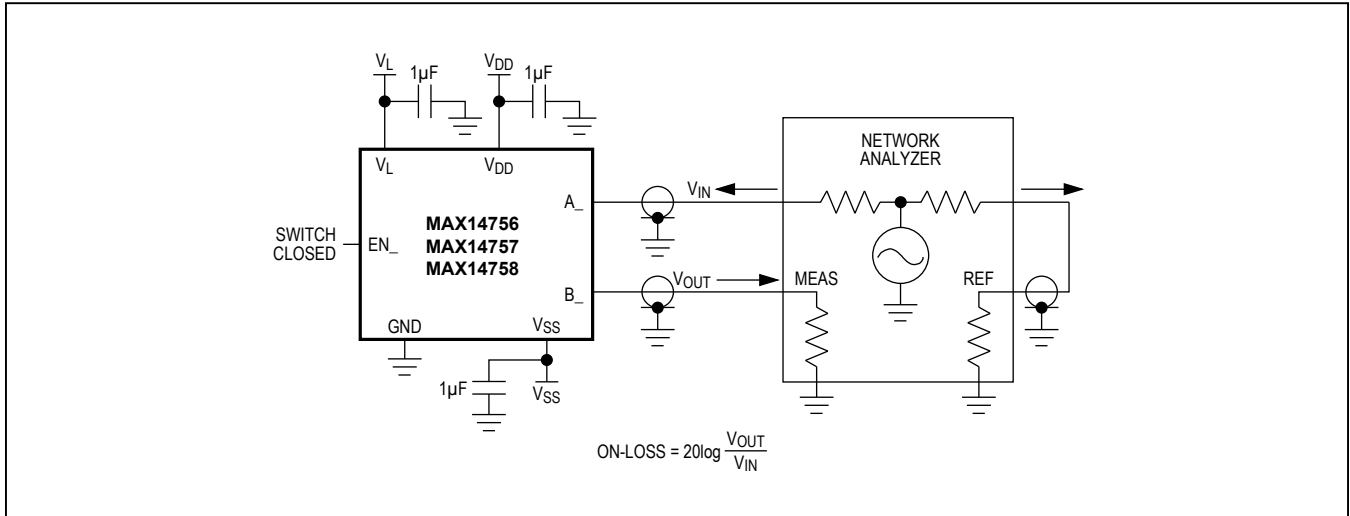 VL
1µF
VDD
1µF
VL
VDD
A_
MAX14756
MAX14757
MAX14758
SWITCH
CLOSED
EN_
B_
GND
VSS
1µF
VSS
VIN
VOUT
NETWORK
ANALYZER
MEAS
REF
ON-LOSS = 20log VOUT
VIN